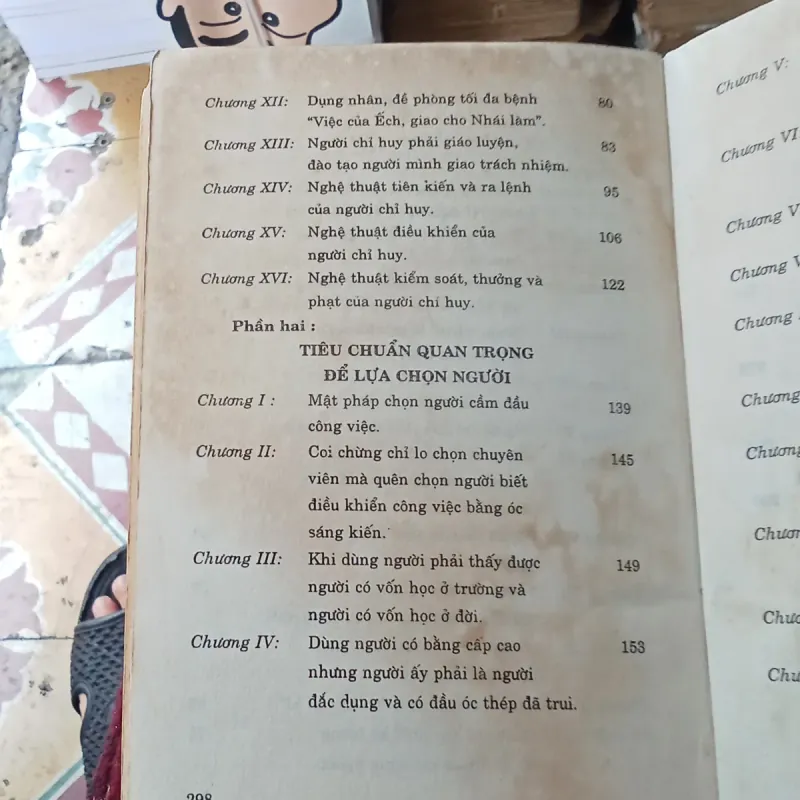 Chương XII: Dụng nhân, đề phòng tối đa bệnh 80
“Việc của Ếch, giao cho Nhái làm”.
Chương XIII: Người chỉ huy phải giáo luyện, 83
đào tạo người mình giao trách nhiệm.
Chương XIV: Nghệ thuật tiên kiến và ra lệnh 95
của người chỉ huy.
Chương XV: Nghệ thuật điều khiển của 106
người chỉ huy.
Chương XVI: Nghệ thuật kiểm soát, thưởng và 122
phạt của người chí huy.
Phần hai :
TIÊU CHUẨN QUAN TRỌNG
ĐỂ LỰA CHỌN NGƯỜI
Chương I : Mật pháp chọn người cầm đầu 139
công việc.
Chương II: Coi chừng chỉ lo chọn chuyên 145
viên mà quên chọn người biết
điều khiển công việc bằng óc
sáng kiến.
Chương III: Khi dùng người phải thấy được 149
người có vốn học ở trường và
người có vốn học ở đời.
Chương IV: Dùng người có bằng cấp cao 153
nhưng người ấy phải là người
đắc dụng và có đầu óc thép đã trui.
298
Chương V:
Chương VI
Chương V
Chương V
Chương
Chương
Chương
Chươn
Chươ
Chư